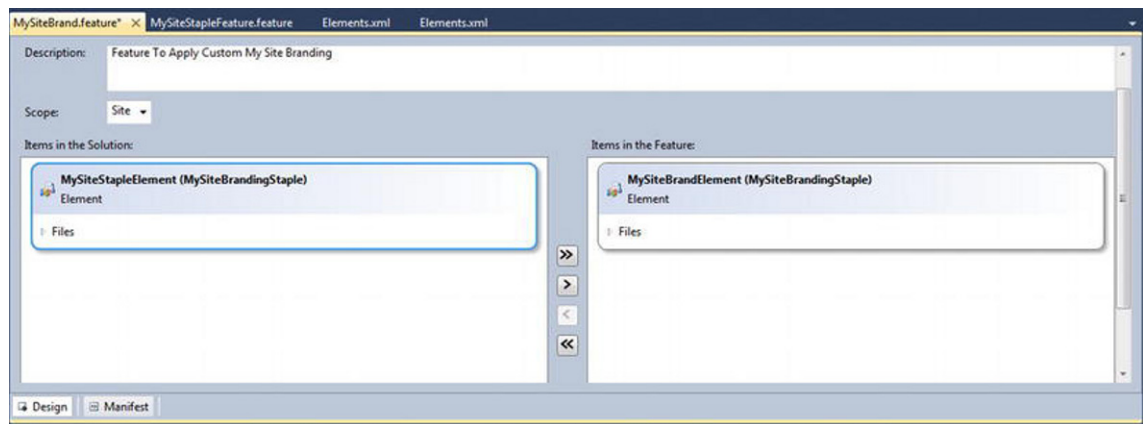 MySiteBrand.feature* × MySiteStapleFeature.feature Elements.xml Elements.xml
Description: Feature To Apply Custom My Site Branding
Scope: Site
Items in the Solution: Items in the Feature:
MySiteStapleElement (MySiteBrandingStaple)
Element
Files
MySiteBrandElement (MySiteBrandingStaple)
Element
Files
>>
>
<
<<
Design Manifest